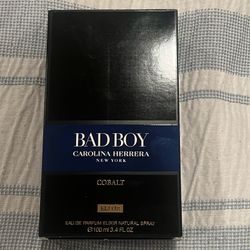 BAD BOY
CAROLINA HERRERA
NEW YORK
COBALT
ELIXIR
EAU DE PARFUM ELIXIR NATURAL SPRAY
℮ 100 ml 3.4 FL. OZ